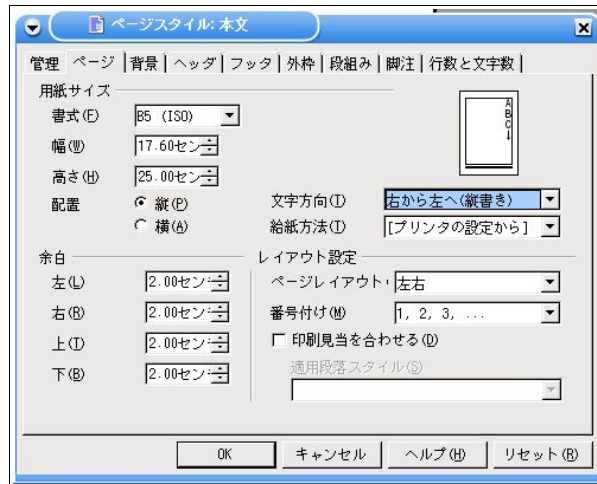 ページスタイル: 本文
管理 ページ 背景 ヘッダ フッタ 外枠 段組み 脚注 行数と文字数
用紙サイズ
書式(F) B5 (ISO)
幅(W) 17.60セン
高さ(H) 25.00セン
配置 縦(P)
横(A)
A
B
C
文字方向(T) 右から左へ(縦書き)
給紙方法(T) [プリンタの設定から]
余白
左(L) 2.00セン
右(R) 2.00セン
上(T) 2.00セン
下(B) 2.00セン
レイアウト設定
ページレイアウト 左右
番号付け(M) 1, 2, 3, ...
印刷見当を合わせる(D)
適用段落スタイル(S)
OK キャンセル ヘルプ(H) リセット(R)